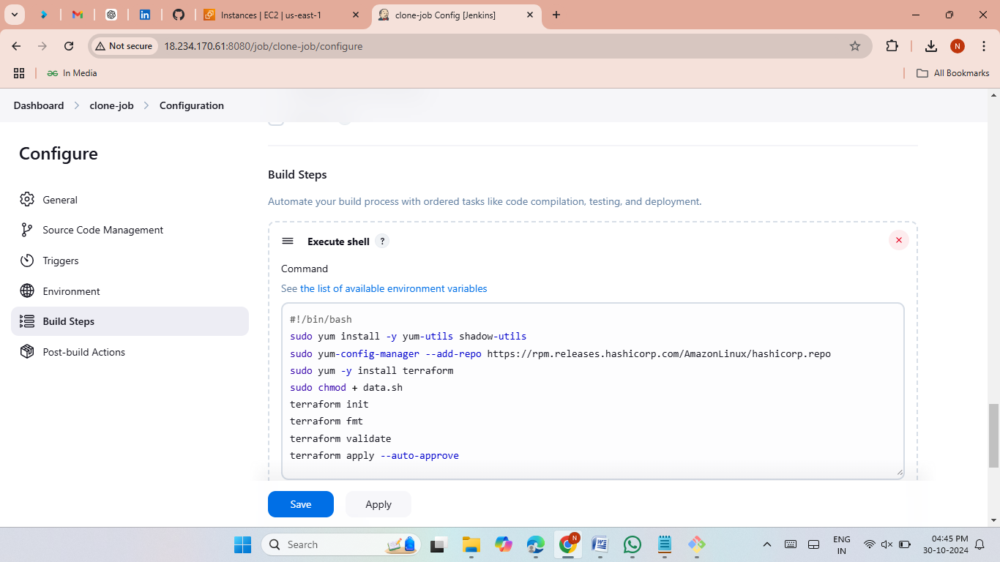 Instances | EC2 | us-east-1
clone-job Config [Jenkins]
Not secure
18.234.170.61:8080/job/clone-job/configure
N
In Media
All Bookmarks
Dashboard
clone-job
Configuration
Configure
General
Source Code Management
Triggers
Environment
Build Steps
Post-build Actions
Build Steps
Automate your build process with ordered tasks like code compilation, testing, and deployment.
Execute shell ?
Command
See the list of available environment variables
#!/bin/bash
sudo yum install -y yum-utils shadow-utils
sudo yum-config-manager --add-repo https://rpm.releases.hashicorp.com/AmazonLinux/hashicorp.repo
sudo yum -y install terraform
sudo chmod + data.sh
terraform init
terraform fmt
terraform validate
terraform apply --auto-approve
Save
Apply
Search
N
ENG
IN
04:45 PM
30-10-2024